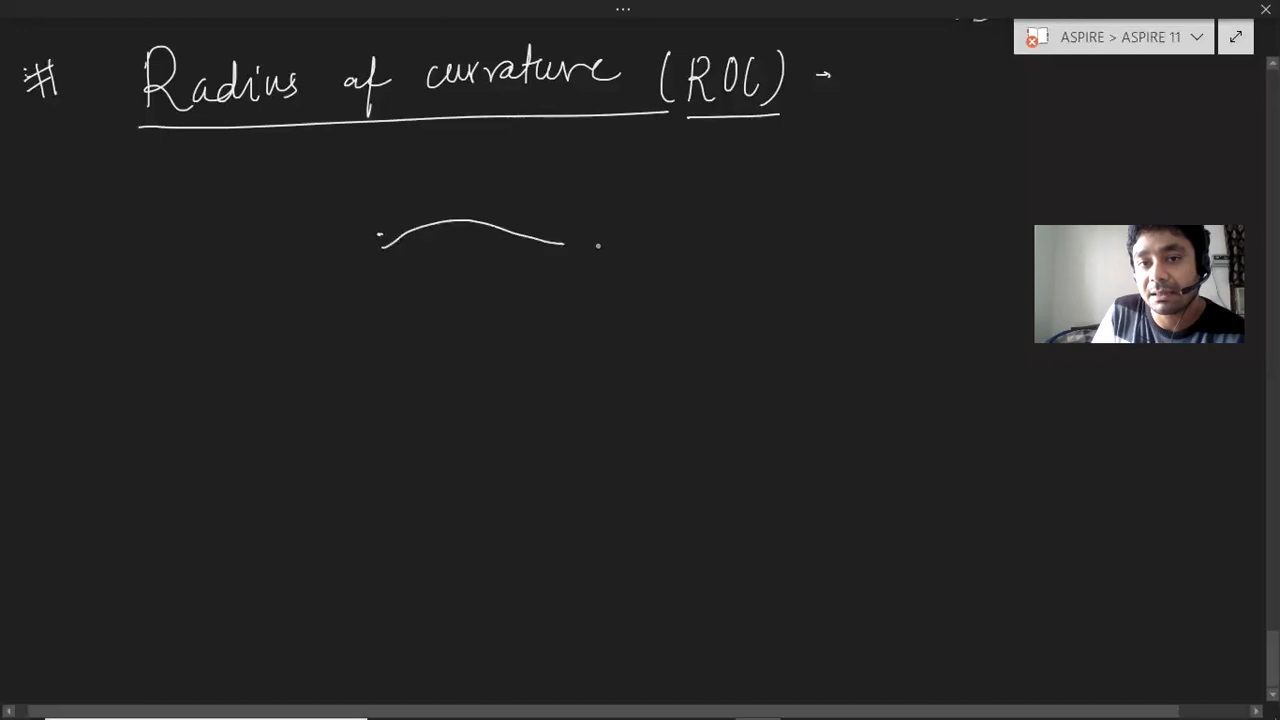 ASPIRE > ASPIRE 11
# Radius of curvature (ROC) →